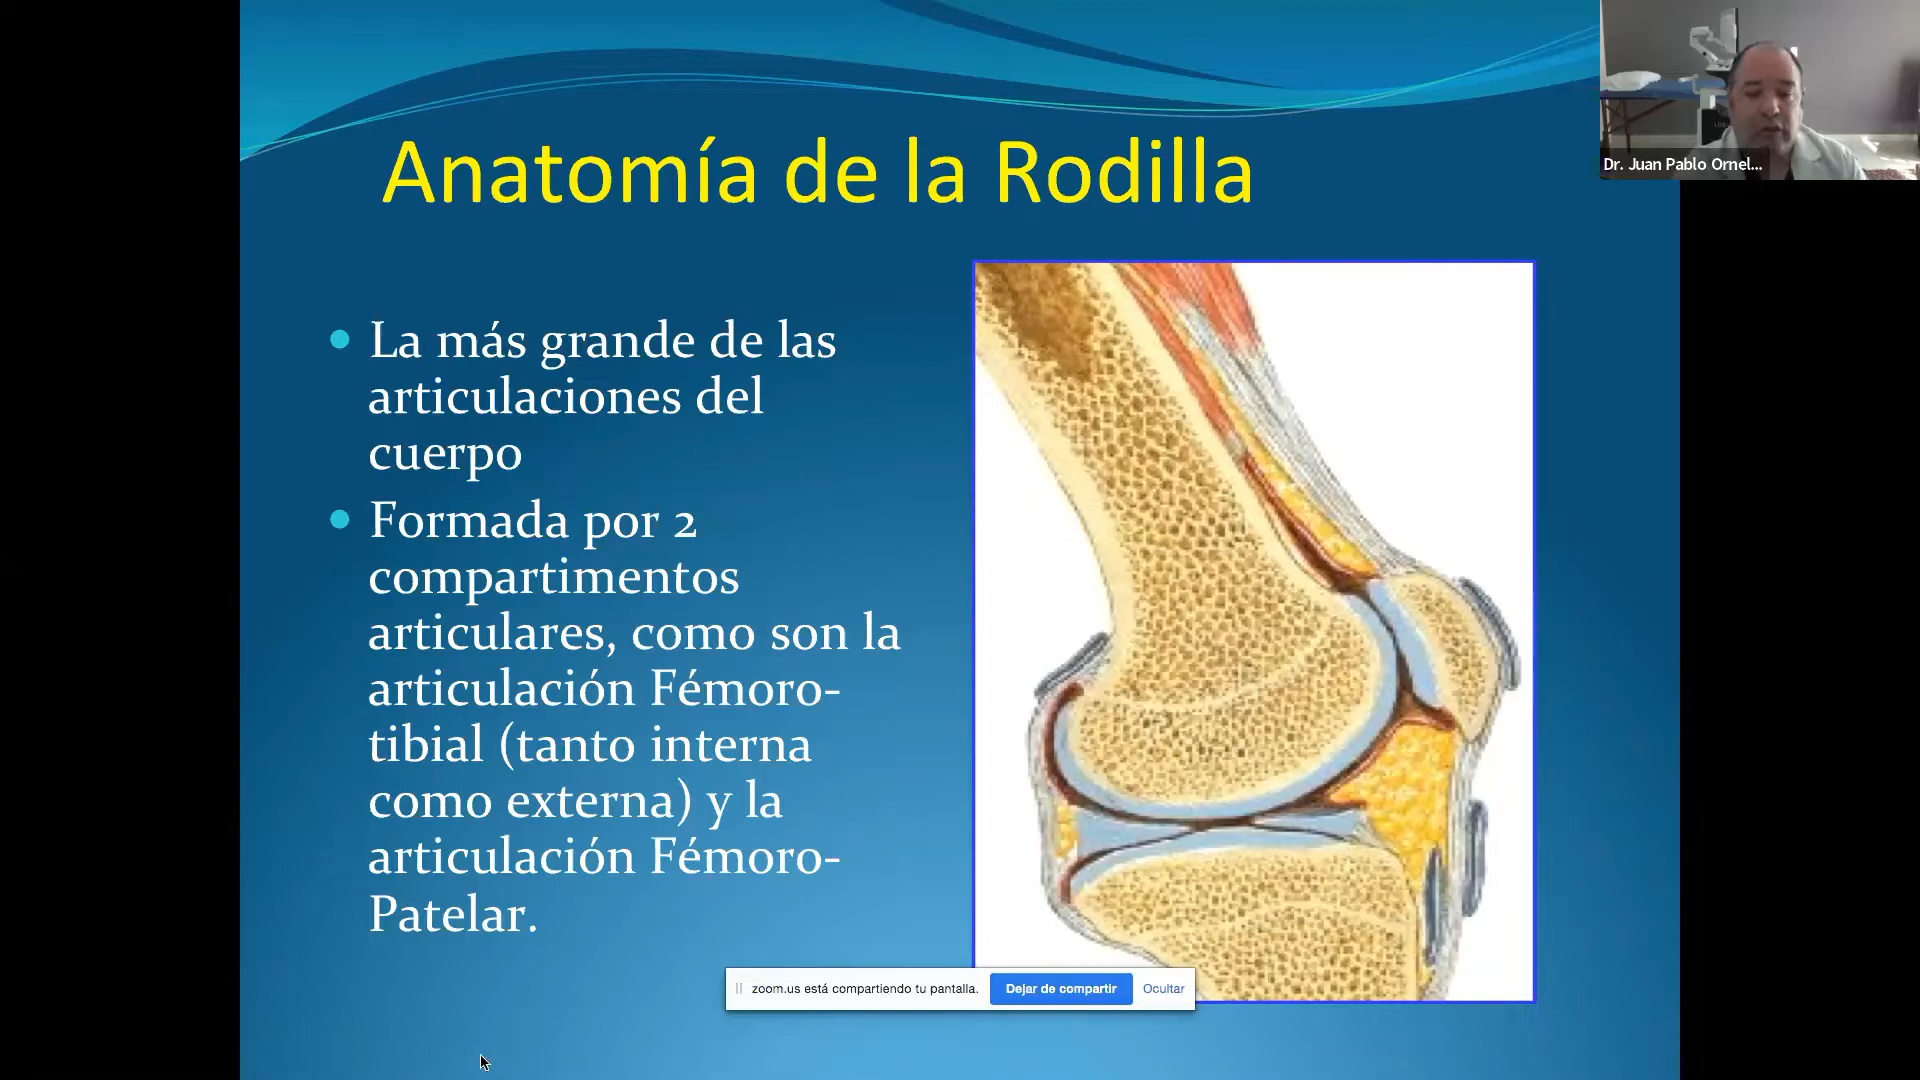 Anatomía de la Rodilla
La más grande de las
articulaciones del
cuerpo
Formada por 2
compartimentos
articulares, como son la
articulación Fémoro-
tibial (tanto interna
como externa) y la
articulación Fémoro-
Patelar.
Dr. Juan Pablo Ornel...
zoom.us está compartiendo tu pantalla.
Dejar de compartir
Ocultar